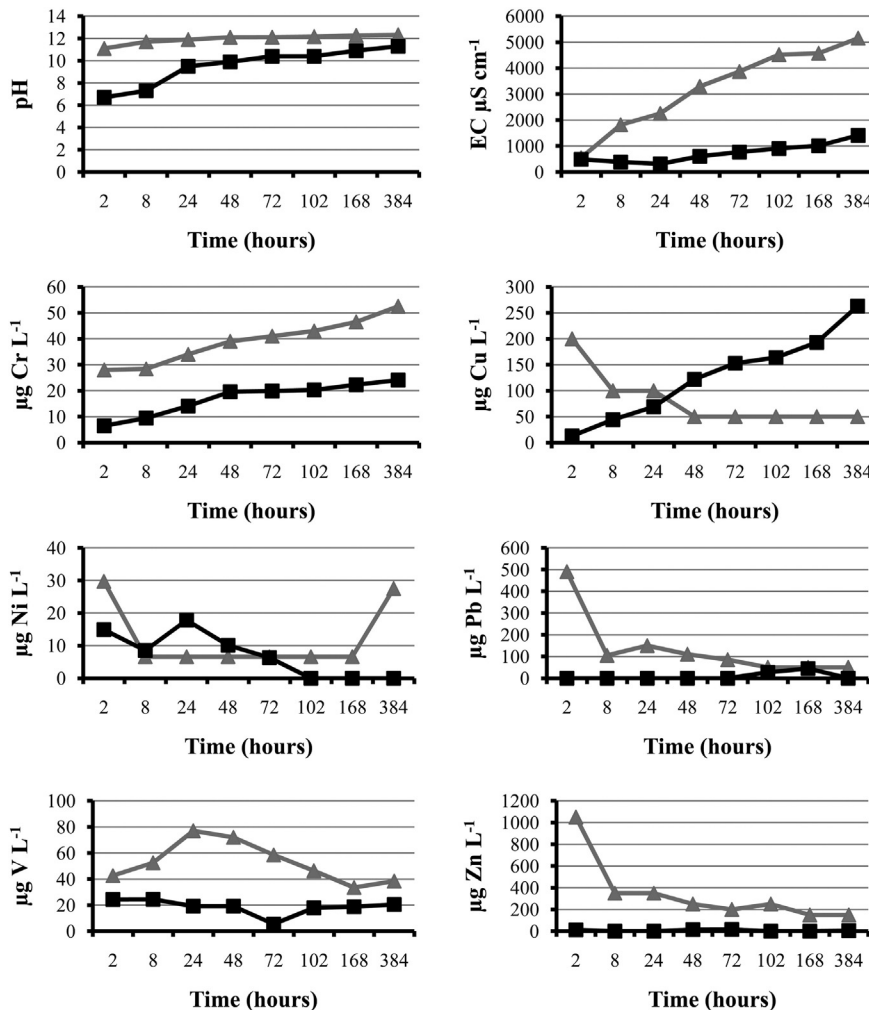 14
12
10
8
6
4
2
0
pH
2 8 24 48 72 102 168 384
Time (hours)
6000
5000
4000
3000
2000
1000
0
EC µS cm⁻¹
2 8 24 48 72 102 168 384
Time (hours)
60
50
40
30
20
10
0
µg Cr L⁻¹
2 8 24 48 72 102 168 384
Time (hours)
300
250
200
150
100
50
0
µg Cu L⁻¹
2 8 24 48 72 102 168 384
Time (hours)
40
30
20
10
0
µg Ni L⁻¹
2 8 24 48 72 102 168 384
Time (hours)
600
500
400
300
200
100
0
µg Pb L⁻¹
2 8 24 48 72 102 168 384
Time (hours)
100
80
60
40
20
0
µg V L⁻¹
2 8 24 48 72 102 168 384
Time (hours)
1200
1000
800
600
400
200
0
µg Zn L⁻¹
2 8 24 48 72 102 168 384
Time (hours)